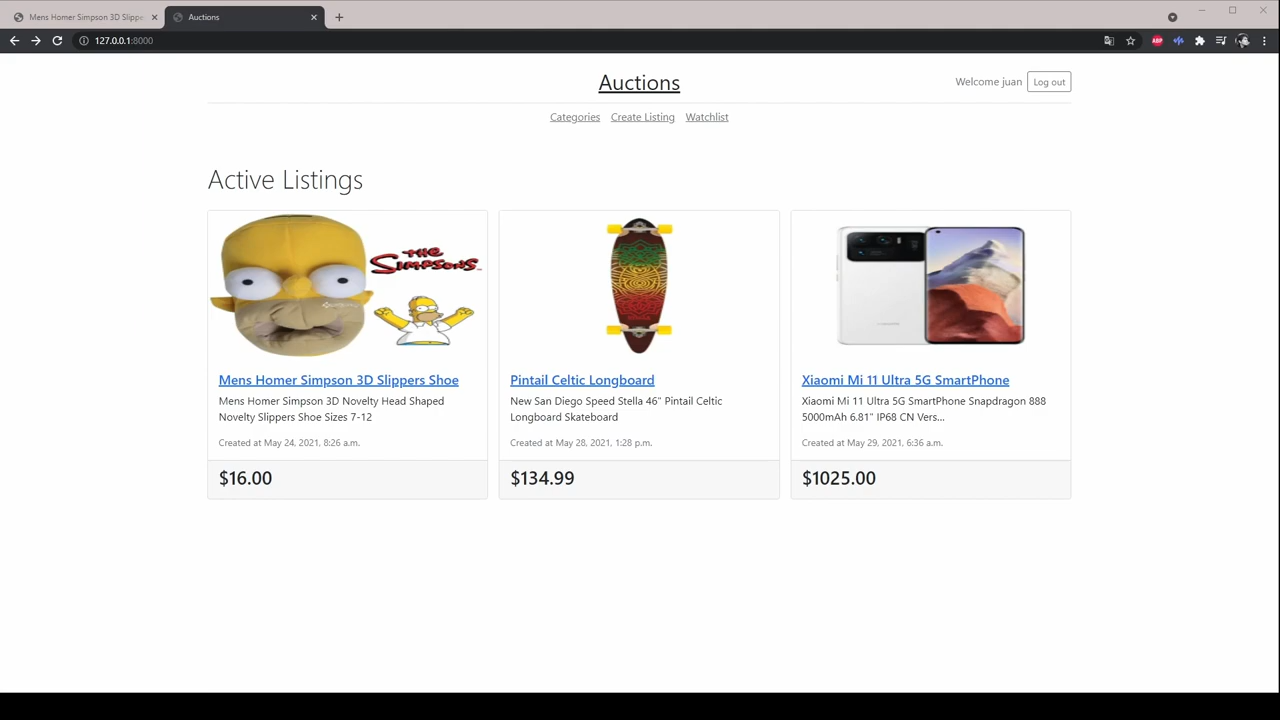 Mens Homer Simpson 3D Slippe
Auctions
127.0.0.1:8000
ABP
Auctions
Welcome juan
Log out
Categories
Create Listing
Watchlist
Active Listings
THE
SIMPSONS
Mens Homer Simpson 3D Slippers Shoe
Mens Homer Simpson 3D Novelty Head Shaped
Novelty Slippers Shoe Sizes 7-12
Created at May 24, 2021, 8:26 a.m.
$16.00
Pintail Celtic Longboard
New San Diego Speed Stella 46" Pintail Celtic
Longboard Skateboard
Created at May 28, 2021, 1:28 p.m.
$134.99
Xiaomi Mi 11 Ultra 5G SmartPhone
Xiaomi Mi 11 Ultra 5G SmartPhone Snapdragon 888
5000mAh 6.81" IP68 CN Vers...
Created at May 29, 2021, 6:36 a.m.
$1025.00